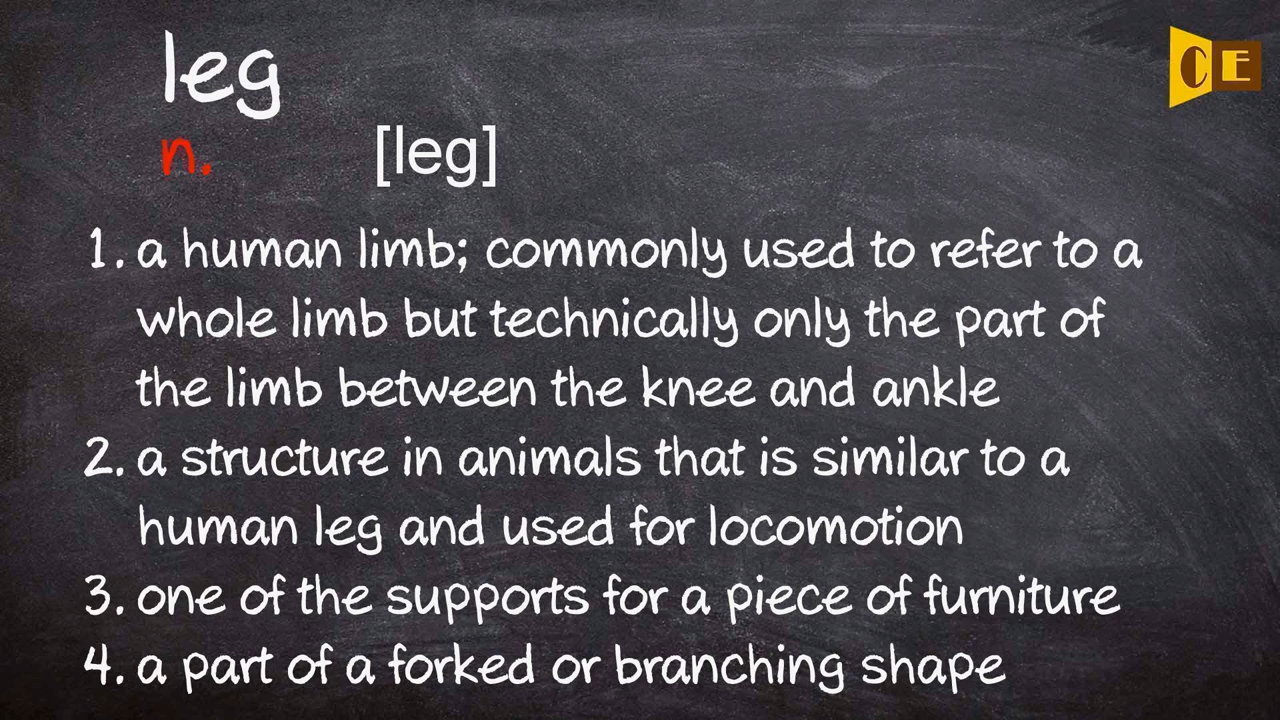 leg
C E
n. [leg]
1. a human limb; commonly used to refer to a
whole limb but technically only the part of
the limb between the knee and ankle
2. a structure in animals that is similar to a
human leg and used for locomotion
3. one of the supports for a piece of furniture
4. a part of a forked or branching shape